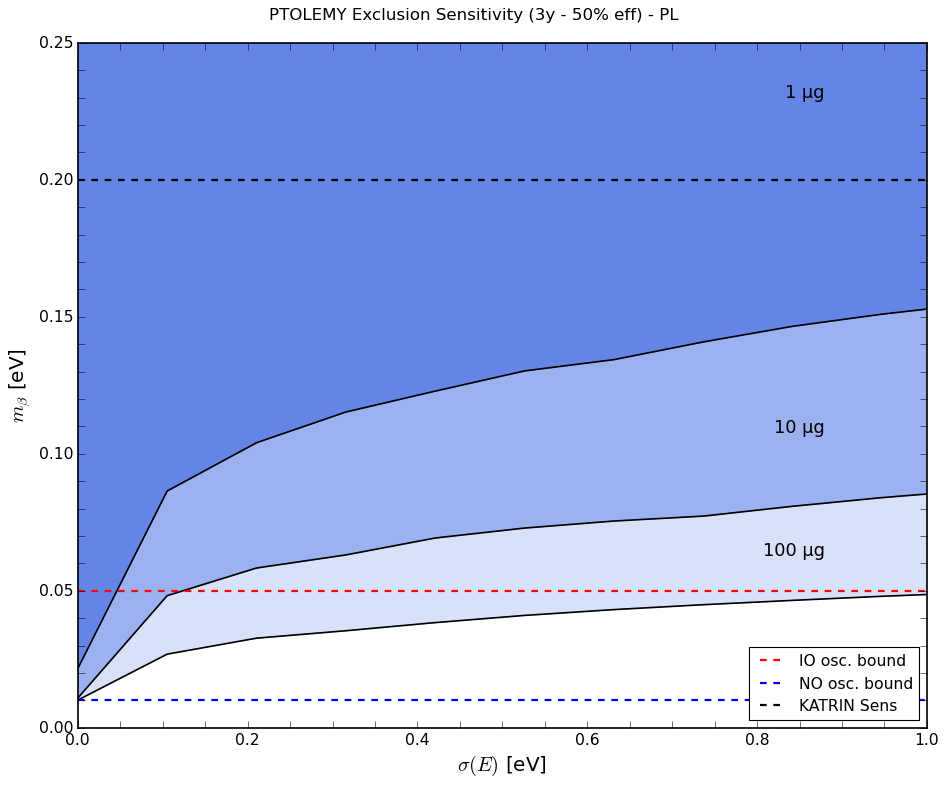 PTOLEMY Exclusion Sensitivity (3y - 50% eff) - PL
0.25
0.20
0.15
0.10
0.05
0.00
m_β [eV]
1 μg
10 μg
100 μg
IO osc. bound
NO osc. bound
KATRIN Sens
0.0 0.2 0.4 0.6 0.8 1.0
σ(E) [eV]